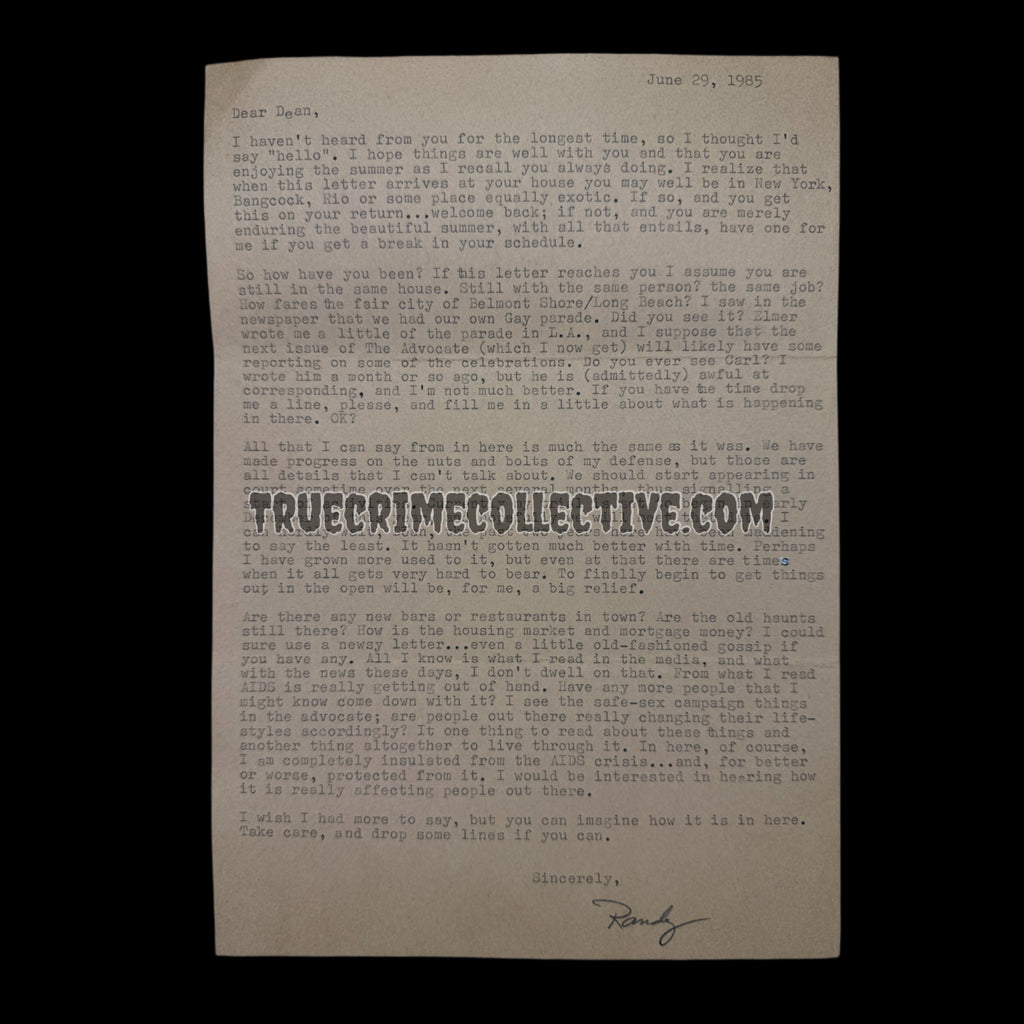 June 29, 1985
Dear Dean,
I haven't heard from you for the longest time, so I thought I'd
say "hello". I hope things are well with you and that you are
enjoying the summer as I recall you always doing. I realize that
when this letter arrives at your house you may well be in New York,
Bangcock, Rio or some place equally exotic. If so, and you get
this on your return...welcome back; if not, and you are merely
enduring the beautiful summer, with all that entails, have one for
me if you get a break in your schedule.
So how have you been? If this letter reaches you I assume you are
still in the same house. Still with the same person? the same job?
How fares the fair city of Belmont Shore/Long Beach? I saw in the
newspaper that we had our own Gay parade. Did you see it? Elmer
wrote me a little of the parade in L.A., and I suppose that the
next issue of The Advocate (which I now get) will likely have some
reporting on some of the celebrations. Do you ever see Carl? I
wrote him a month or so ago, but he is (admittedly) awful at
corresponding, and I'm not much better. If you have the time drop
me a line, please, and fill me in a little about what is happening
in there. OK?
All that I can say from in here is much the same as it was. We have
made progress on the nuts and bolts of my defense, but those are
all details that I can't talk about. We should start appearing in
court sometime over the next several months, thus signalling a
early
TRUECRIMECOLLECTIVE.COM
I
can hardly wait, Dean, the past two years here have been maddening
to say the least. It hasn't gotten much better with time. Perhaps
I have grown more used to it, but even at that there are times
when it all gets very hard to bear. To finally begin to get things
out in the open will be, for me, a big relief.
Are there any new bars or restaurants in town? Are the old haunts
still there? How is the housing market and mortgage money? I could
sure use a newsy letter...even a little old-fashioned gossip if
you have any. All I know is what I read in the media, and what
with the news these days, I don't dwell on that. From what I read
AIDS is really getting out of hand. Have any more people that I
might know come down with it? I see the safe-sex campaign things
in the advocate; are people out there really changing their life-
styles accordingly? It one thing to read about these things and
another thing altogether to live through it. In here, of course,
I am completely insulated from the AIDS crisis...and, for better
or worse, protected from it. I would be interested in hearing how
it is really affecting people out there.
I wish I had more to say, but you can imagine how it is in here.
Take care, and drop some lines if you can.
Sincerely,
Randy